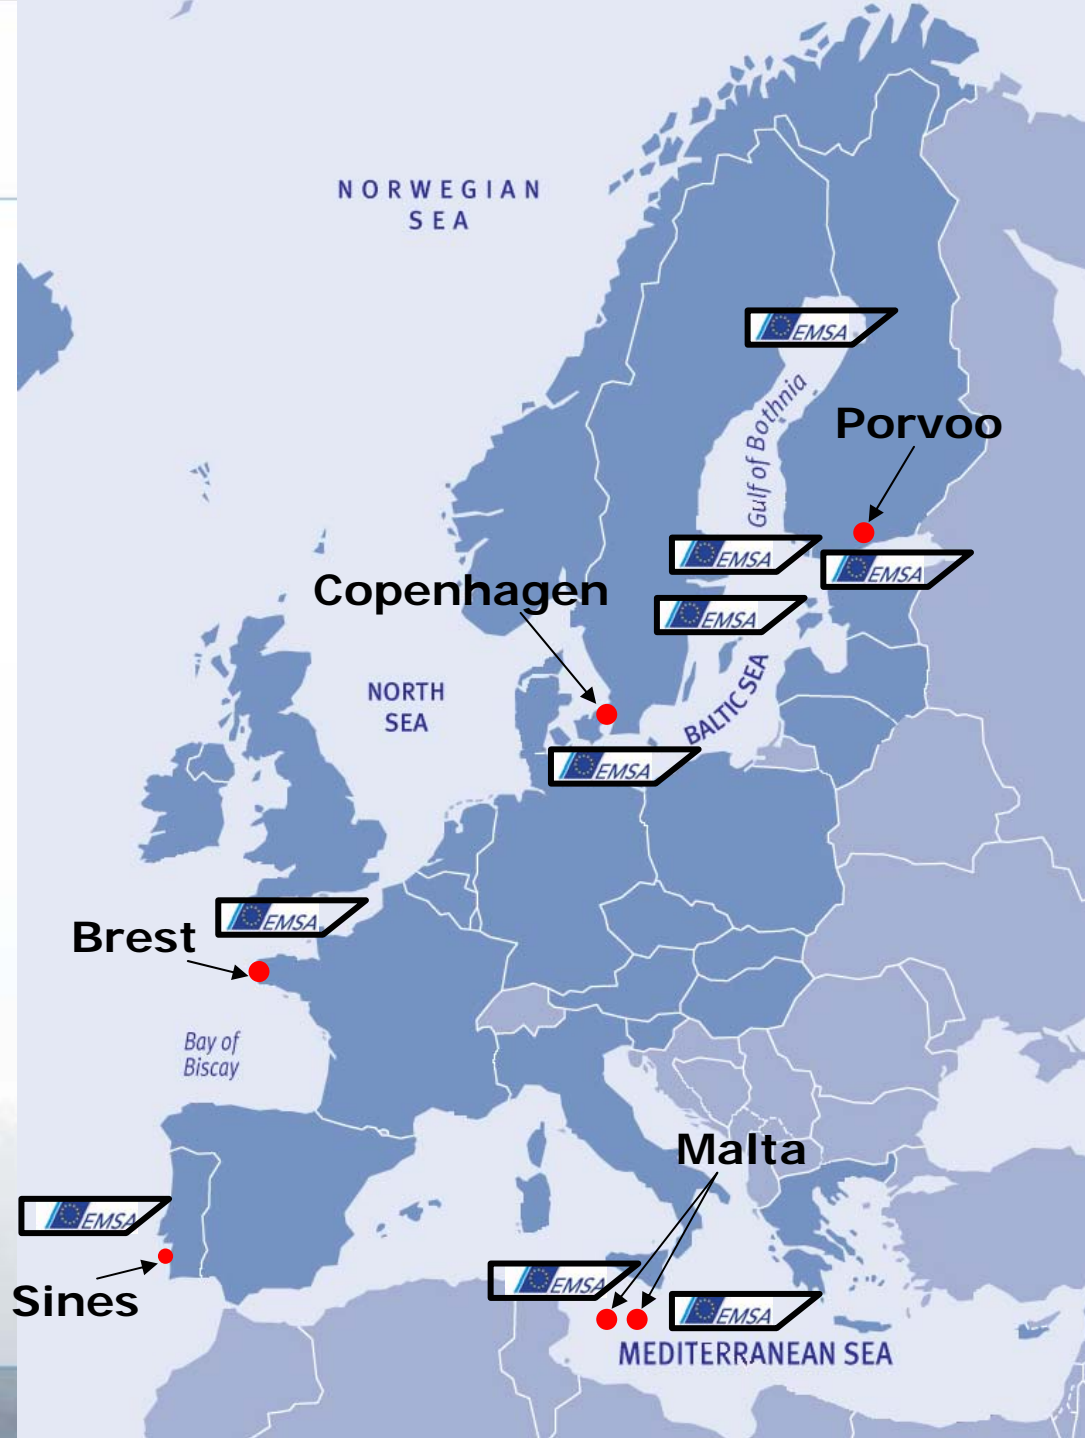 NORWEGIAN
SEA
EMSA
Gulf of Bothnia
Porvoo
EMSA
EMSA
Copenhagen
EMSA
NORTH
SEA
BALTIC SEA
EMSA
EMSA
Brest
Bay of
Biscay
Malta
EMSA
Sines
EMSA
EMSA
MEDITERRANEAN SEA